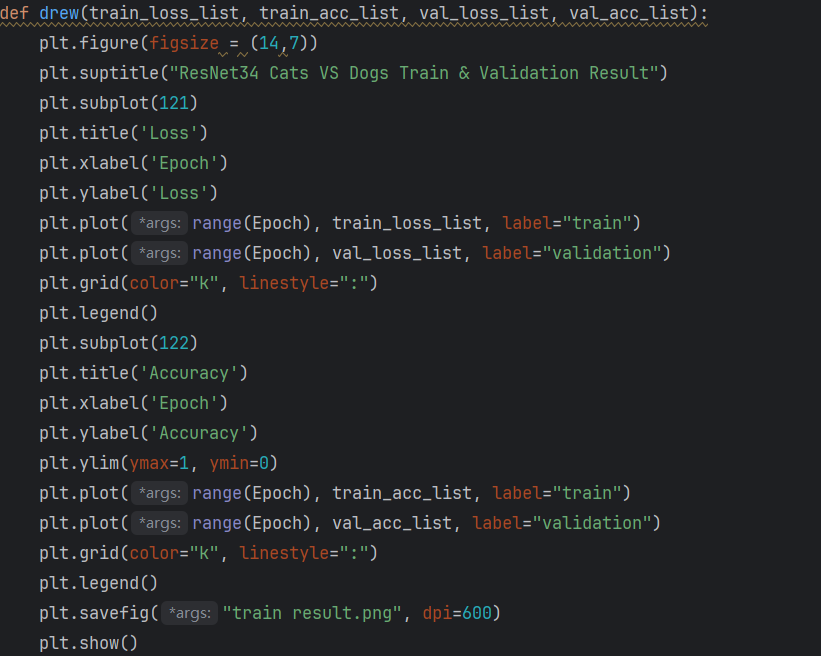 def drew(train_loss_list, train_acc_list, val_loss_list, val_acc_list):
    plt.figure(figsize = (14,7))
    plt.suptitle("ResNet34 Cats VS Dogs Train & Validation Result")
    plt.subplot(121)
    plt.title('Loss')
    plt.xlabel('Epoch')
    plt.ylabel('Loss')
    plt.plot( *args: range(Epoch), train_loss_list, label="train")
    plt.plot( *args: range(Epoch), val_loss_list, label="validation")
    plt.grid(color="k", linestyle=":")
    plt.legend()
    plt.subplot(122)
    plt.title('Accuracy')
    plt.xlabel('Epoch')
    plt.ylabel('Accuracy')
    plt.ylim(ymax=1, ymin=0)
    plt.plot( *args: range(Epoch), train_acc_list, label="train")
    plt.plot( *args: range(Epoch), val_acc_list, label="validation")
    plt.grid(color="k", linestyle=":")
    plt.legend()
    plt.savefig( *args: "train result.png", dpi=600)
    plt.show()